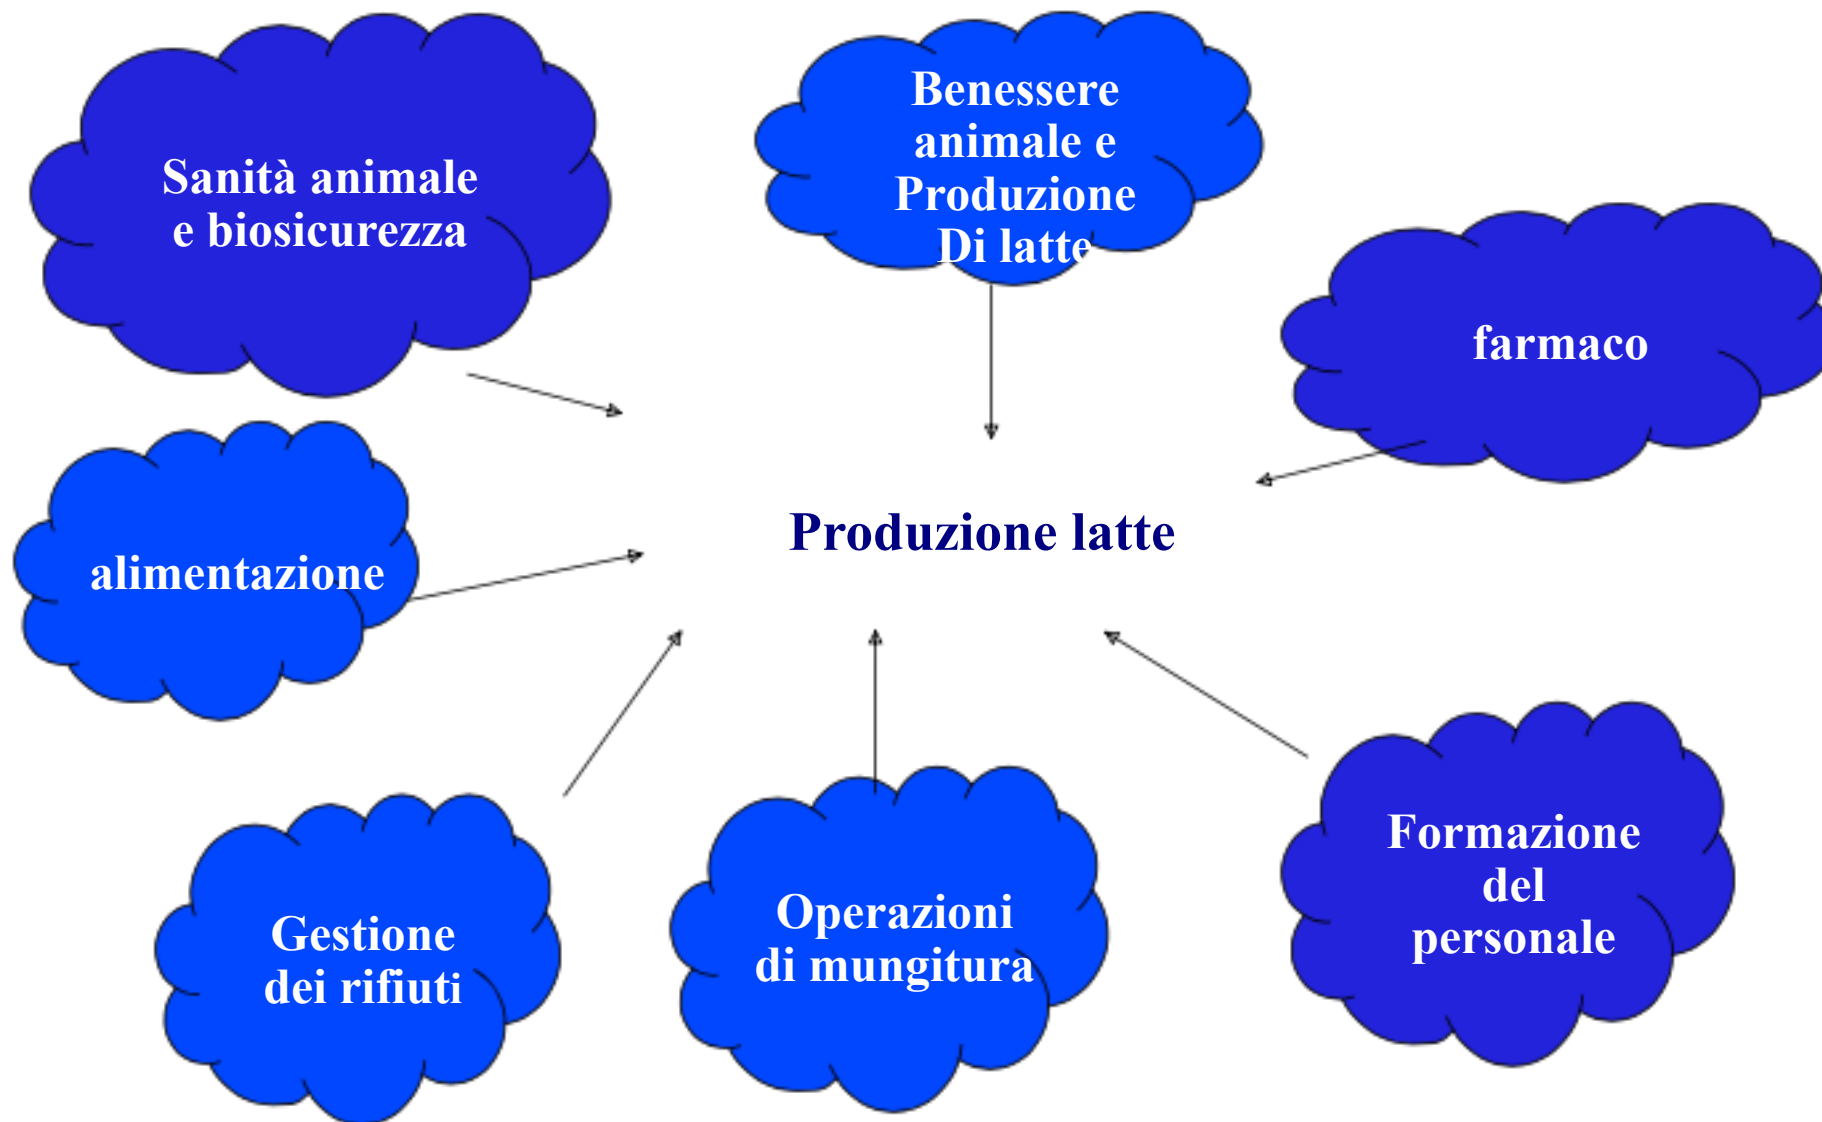 Benessere
animale e
Produzione
Di latte
Sanità animale
e biosicurezza
farmaco
Produzione latte
alimentazione
Formazione
del
personale
Operazioni
di mungitura
Gestione
dei rifiuti